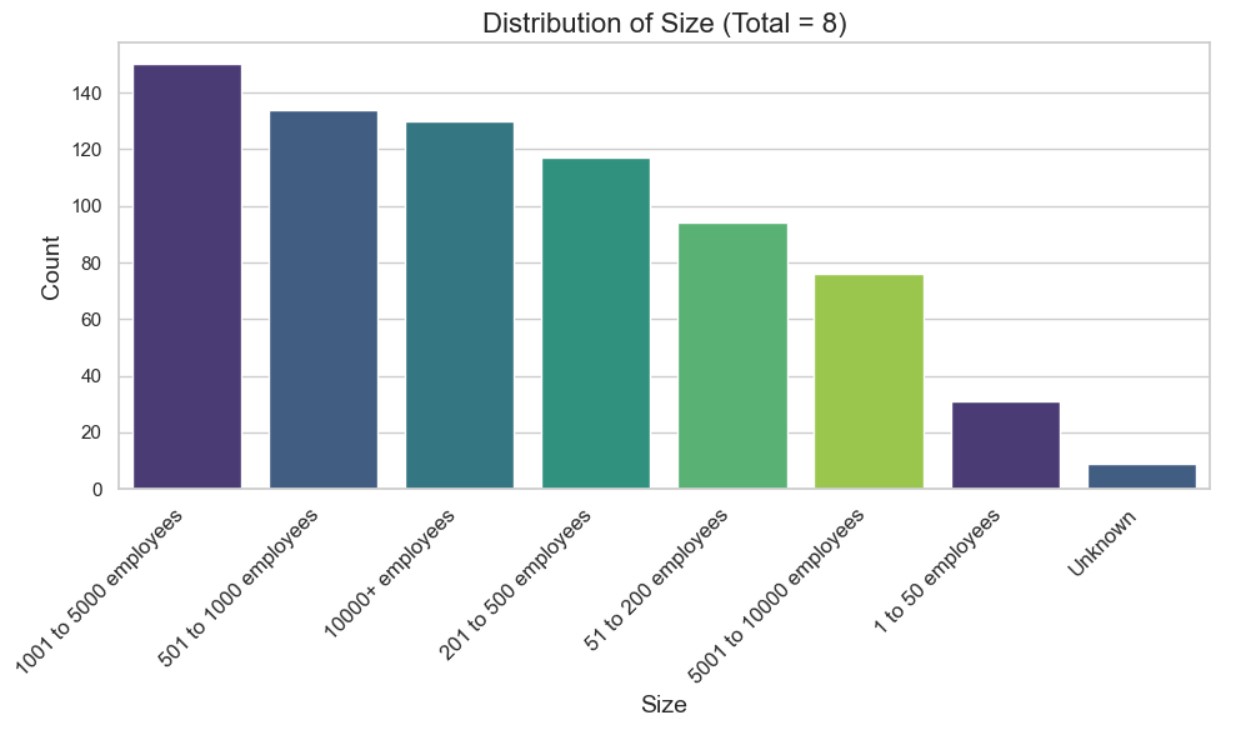 Distribution of Size (Total = 8)
Count
140
120
100
80
60
40
20
0
1001 to 5000 employees
501 to 1000 employees
10000+ employees
201 to 500 employees
51 to 200 employees
5001 to 10000 employees
1 to 50 employees
Unknown
Size